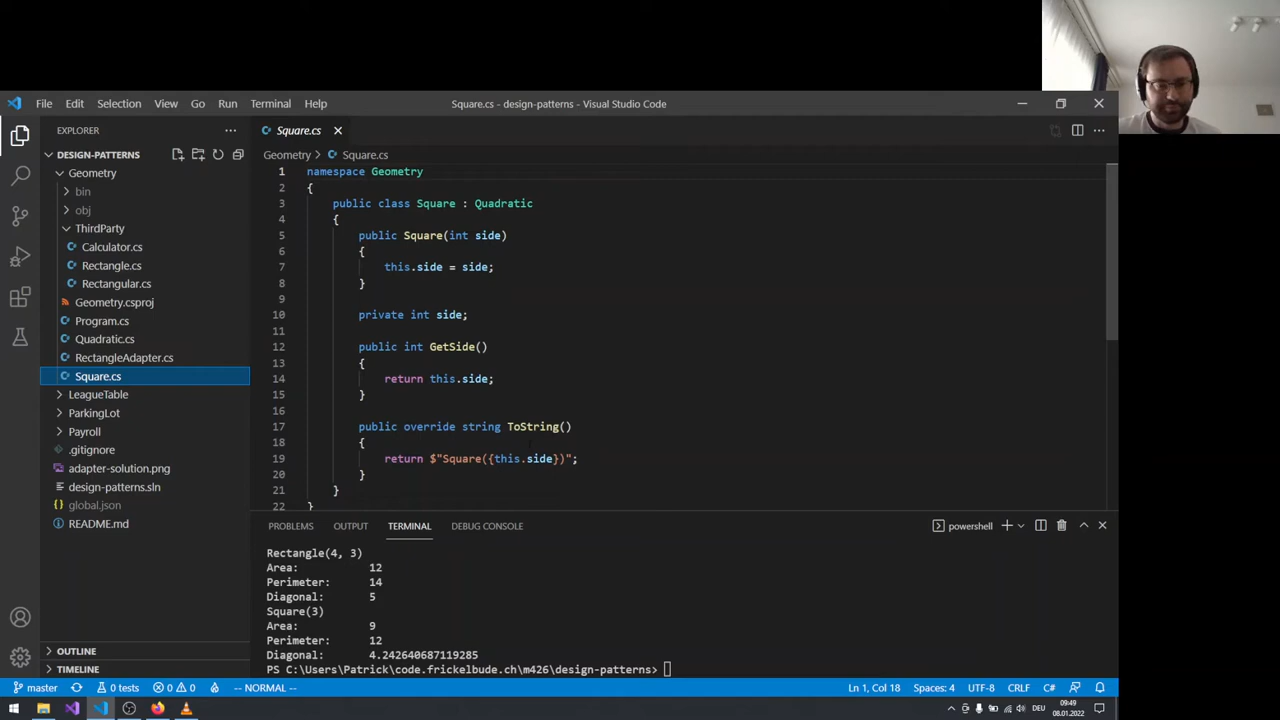 File Edit Selection View Go Run Terminal Help
Square.cs - design-patterns - Visual Studio Code
EXPLORER
DESIGN-PATTERNS
Geometry
bin
obj
ThirdParty
Calculator.cs
Rectangle.cs
Rectangular.cs
Geometry.csproj
Program.cs
Quadratic.cs
RectangleAdapter.cs
Square.cs
LeagueTable
ParkingLot
Payroll
.gitignore
adapter-solution.png
design-patterns.sln
global.json
README.md
OUTLINE
TIMELINE
Square.cs
Geometry > Square.cs
1 namespace Geometry
2 {
3 public class Square : Quadratic
4 {
5 public Square(int side)
6 {
7 this.side = side;
8 }
9
10 private int side;
11
12 public int GetSide()
13 {
14 return this.side;
15 }
16
17 public override string ToString()
18 {
19 return $"Square({this.side})";
20 }
21 }
22 }
PROBLEMS OUTPUT TERMINAL DEBUG CONSOLE
powershell
Rectangle(4, 3)
Area: 12
Perimeter: 14
Diagonal: 5
Square(3)
Area: 9
Perimeter: 12
Diagonal: 4.242640687119285
PS C:\Users\Patrick\code.frickelbude.ch\m426\design-patterns>
master 0 tests 0 0 -- NORMAL -- Ln 1, Col 18 Spaces: 4 UTF-8 CRLF C#
DEU
09:49
08.01.2022